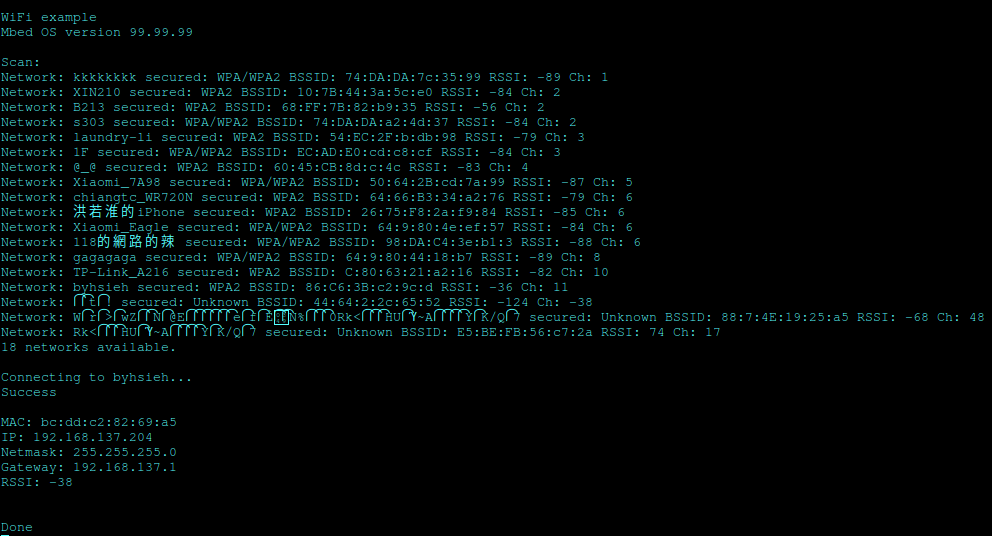 WiFi example
Mbed OS version 99.99.99
Scan:
Network: kkkkkkkk secured: WPA/WPA2 BSSID: 74:DA:DA:7c:35:99 RSSI: -89 Ch: 1
Network: XIN210 secured: WPA2 BSSID: 10:7B:44:3a:5c:e0 RSSI: -84 Ch: 2
Network: B213 secured: WPA2 BSSID: 68:FF:7B:82:b9:35 RSSI: -56 Ch: 2
Network: s303 secured: WPA/WPA2 BSSID: 74:DA:DA:a2:4d:37 RSSI: -84 Ch: 2
Network: laundry-li secured: WPA2 BSSID: 54:EC:2F:b:db:98 RSSI: -79 Ch: 3
Network: 1F secured: WPA/WPA2 BSSID: EC:AD:E0:cd:c8:cf RSSI: -84 Ch: 3
Network: @_@ secured: WPA2 BSSID: 60:45:CB:8d:c:4c RSSI: -83 Ch: 4
Network: Xiaomi_7A98 secured: WPA/WPA2 BSSID: 50:64:2B:cd:7a:99 RSSI: -87 Ch: 5
Network: chiangtc_WR720N secured: WPA2 BSSID: 64:66:B3:34:a2:76 RSSI: -79 Ch: 6
Network: 洪若淮的iPhone secured: WPA2 BSSID: 26:75:F8:2a:f9:84 RSSI: -85 Ch: 6
Network: Xiaomi_Eagle secured: WPA/WPA2 BSSID: 64:9:80:4e:ef:57 RSSI: -84 Ch: 6
Network: 118的網路的辣 secured: WPA/WPA2 BSSID: 98:DA:C4:3e:b1:3 RSSI: -88 Ch: 6
Network: gagagaga secured: WPA/WPA2 BSSID: 64:9:80:44:18:b7 RSSI: -89 Ch: 8
Network: TP-Link_A216 secured: WPA/WPA2 BSSID: C:80:63:21:a2:16 RSSI: -82 Ch: 10
Network: byhsieh secured: WPA2 BSSID: 86:C6:3B:c2:9c:d RSSI: -36 Ch: 11
Network: secured: Unknown BSSID: 44:64:2:2c:65:52 RSSI: -124 Ch: -38
Network: secured: Unknown BSSID: 88:7:4E:19:25:a5 RSSI: -68 Ch: 48
Network: secured: Unknown BSSID: E5:BE:FB:56:c7:2a RSSI: 74 Ch: 17
18 networks available.
Connecting to byhsieh...
Success
MAC: bc:dd:c2:82:69:a5
IP: 192.168.137.204
Netmask: 255.255.255.0
Gateway: 192.168.137.1
RSSI: -38
Done